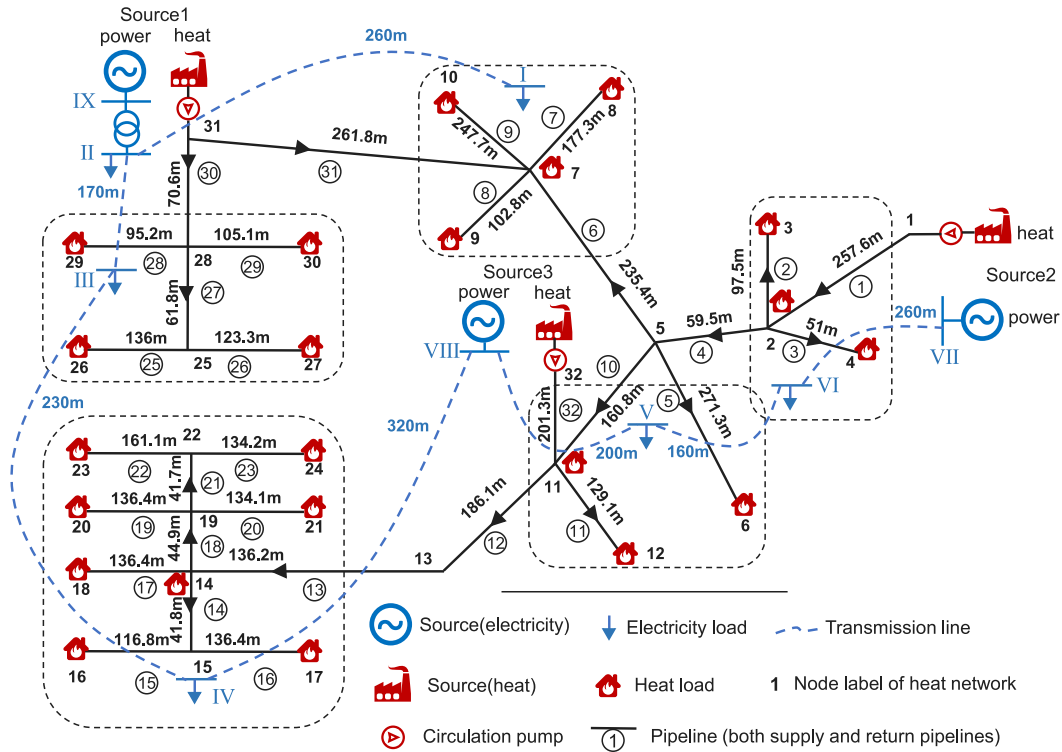 Source1
power heat
IX
II
31
70.6m
30
261.8m
31
260m
I
10
247.7m
9
7
177.3m
8
7
8
102.8m
9
6
235.4m
170m
95.2m
105.1m
29
28
28
29
30
III
61.8m
27
136m
123.3m
26
25
25
26
27
230m
Source3
power
heat
VIII
32
201.3m
32
320m
3
97.5m
2
1
257.6m
1
heat
Source2
260m
power
VII
59.5m
5
4
2
51m
3
4
VI
10
160.8m
5
271.3m
V
200m
160m
6
11
129.1m
11
12
186.1m
12
13
161.1m
22
134.2m
23
22
23
24
41.7m
21
136.4m
134.1m
20
19
19
20
21
44.9m
18
136.4m
136.2m
18
17
14
13
41.8m
14
116.8m
136.4m
16
15
15
16
17
IV
Source(electricity)
Electricity load
Transmission line
Source(heat)
Heat load
1 Node label of heat network
Circulation pump
1 Pipeline (both supply and return pipelines)